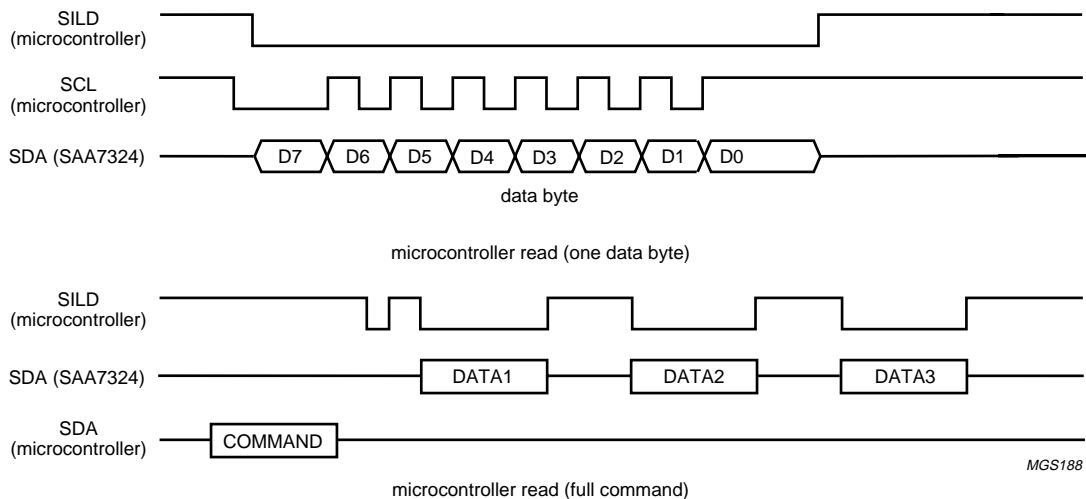 SILD
(microcontroller)
SCL
(microcontroller)
SDA (SAA7324)
D7 D6 D5 D4 D3 D2 D1 D0
data byte
microcontroller read (one data byte)
SILD
(microcontroller)
SDA (SAA7324)
DATA1 DATA2 DATA3
SDA
(microcontroller)
COMMAND
MGS188
microcontroller read (full command)